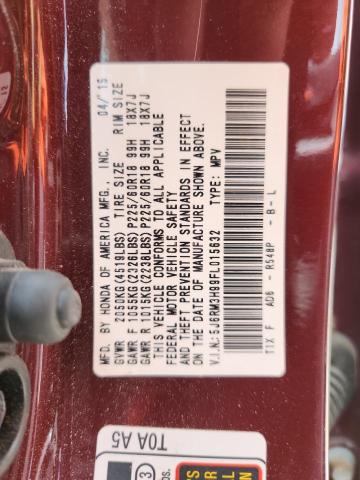 MFD. BY HONDA OF AMERICA MFG., INC. 04/'15
GVWR 2050KG(4519LBS) TIRE SIZE RIM SIZE
GAWR F 1055KG(2326LBS) P225/60R18 99H 18X7J
GAWR R 1015KG(2238LBS) P225/60R18 99H 18X7J
THIS VEHICLE CONFORMS TO ALL APPLICABLE
FEDERAL MOTOR VEHICLE SAFETY
AND THEFT PREVENTION STANDARDS IN EFFECT
ON THE DATE OF MANUFACTURE SHOWN ABOVE.
V.I.N.: 5J6RM3H99FL015632 TYPE: MPV
T1X F AD6 - R548P - B - L
T0A A5